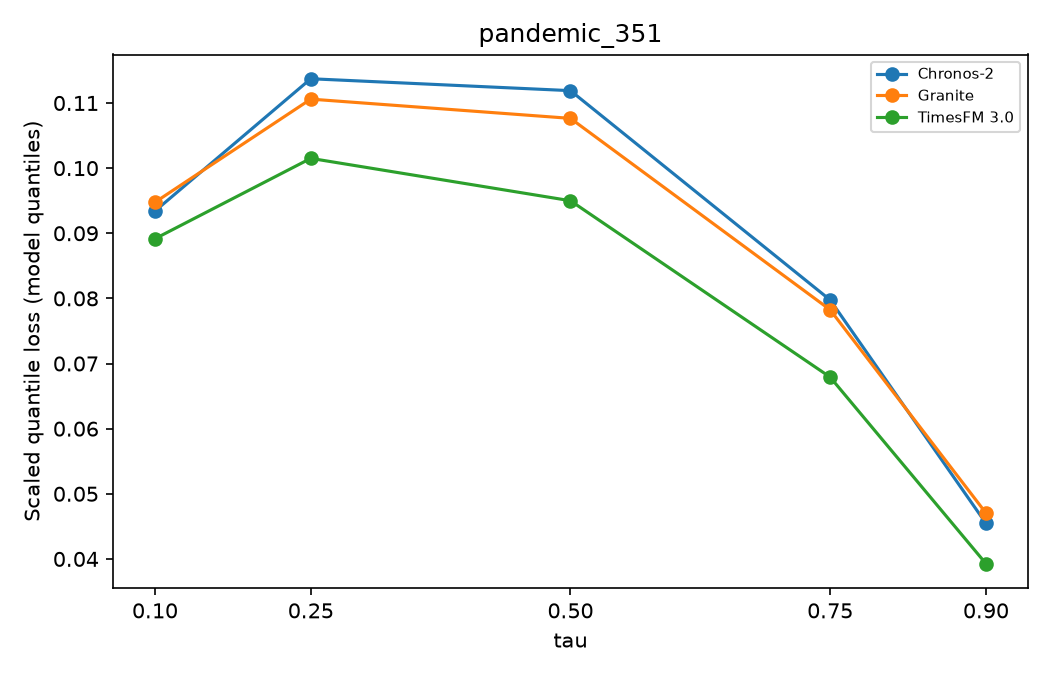 pandemic_351
Scaled quantile loss (model quantiles)
0.11
0.10
0.09
0.08
0.07
0.06
0.05
0.04
Chronos-2
Granite
TimesFM 3.0
0.10 0.25 0.50 0.75 0.90
tau